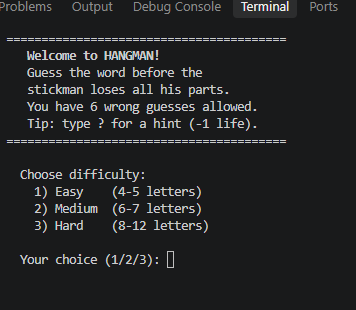 Problems Output Debug Console Terminal Ports
========================================
Welcome to HANGMAN!
Guess the word before the
stickman loses all his parts.
You have 6 wrong guesses allowed.
Tip: type ? for a hint (-1 life).
========================================
Choose difficulty:
1) Easy (4-5 letters)
2) Medium (6-7 letters)
3) Hard (8-12 letters)
Your choice (1/2/3):